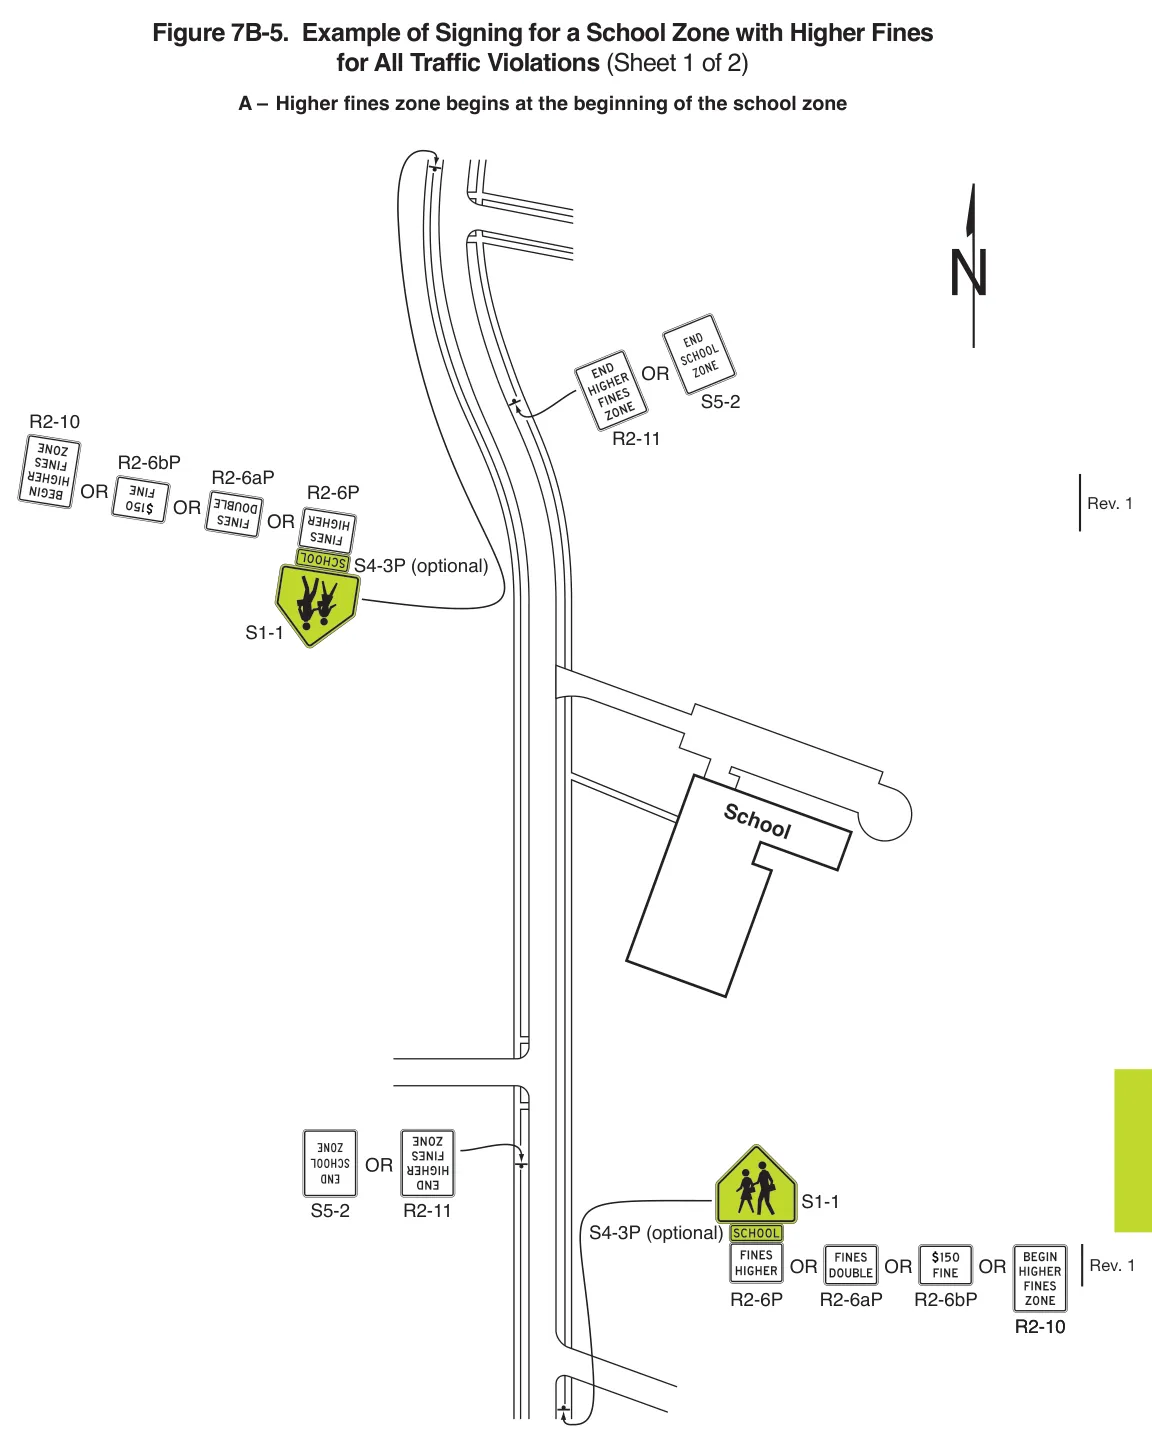 Figure 7B-5. Example of Signing for a School Zone with Higher Fines
for All Traffic Violations (Sheet 1 of 2)
A – Higher fines zone begins at the beginning of the school zone
N
END
HIGHER
FINES
ZONE
R2-11
OR
END
SCHOOL
ZONE
S5-2
R2-10
BEGIN
HIGHER
FINES
ZONE
OR
R2-6bP
$150
FINE
OR
R2-6aP
FINES
DOUBLE
OR
R2-6P
FINES
HIGHER
SCHOOL
S4-3P (optional)
S1-1
Rev. 1
School
END
SCHOOL
ZONE
S5-2
OR
END
HIGHER
FINES
ZONE
R2-11
S1-1
S4-3P (optional)
SCHOOL
FINES
HIGHER
R2-6P
OR
FINES
DOUBLE
R2-6aP
OR
$150
FINE
R2-6bP
OR
BEGIN
HIGHER
FINES
ZONE
R2-10
Rev. 1